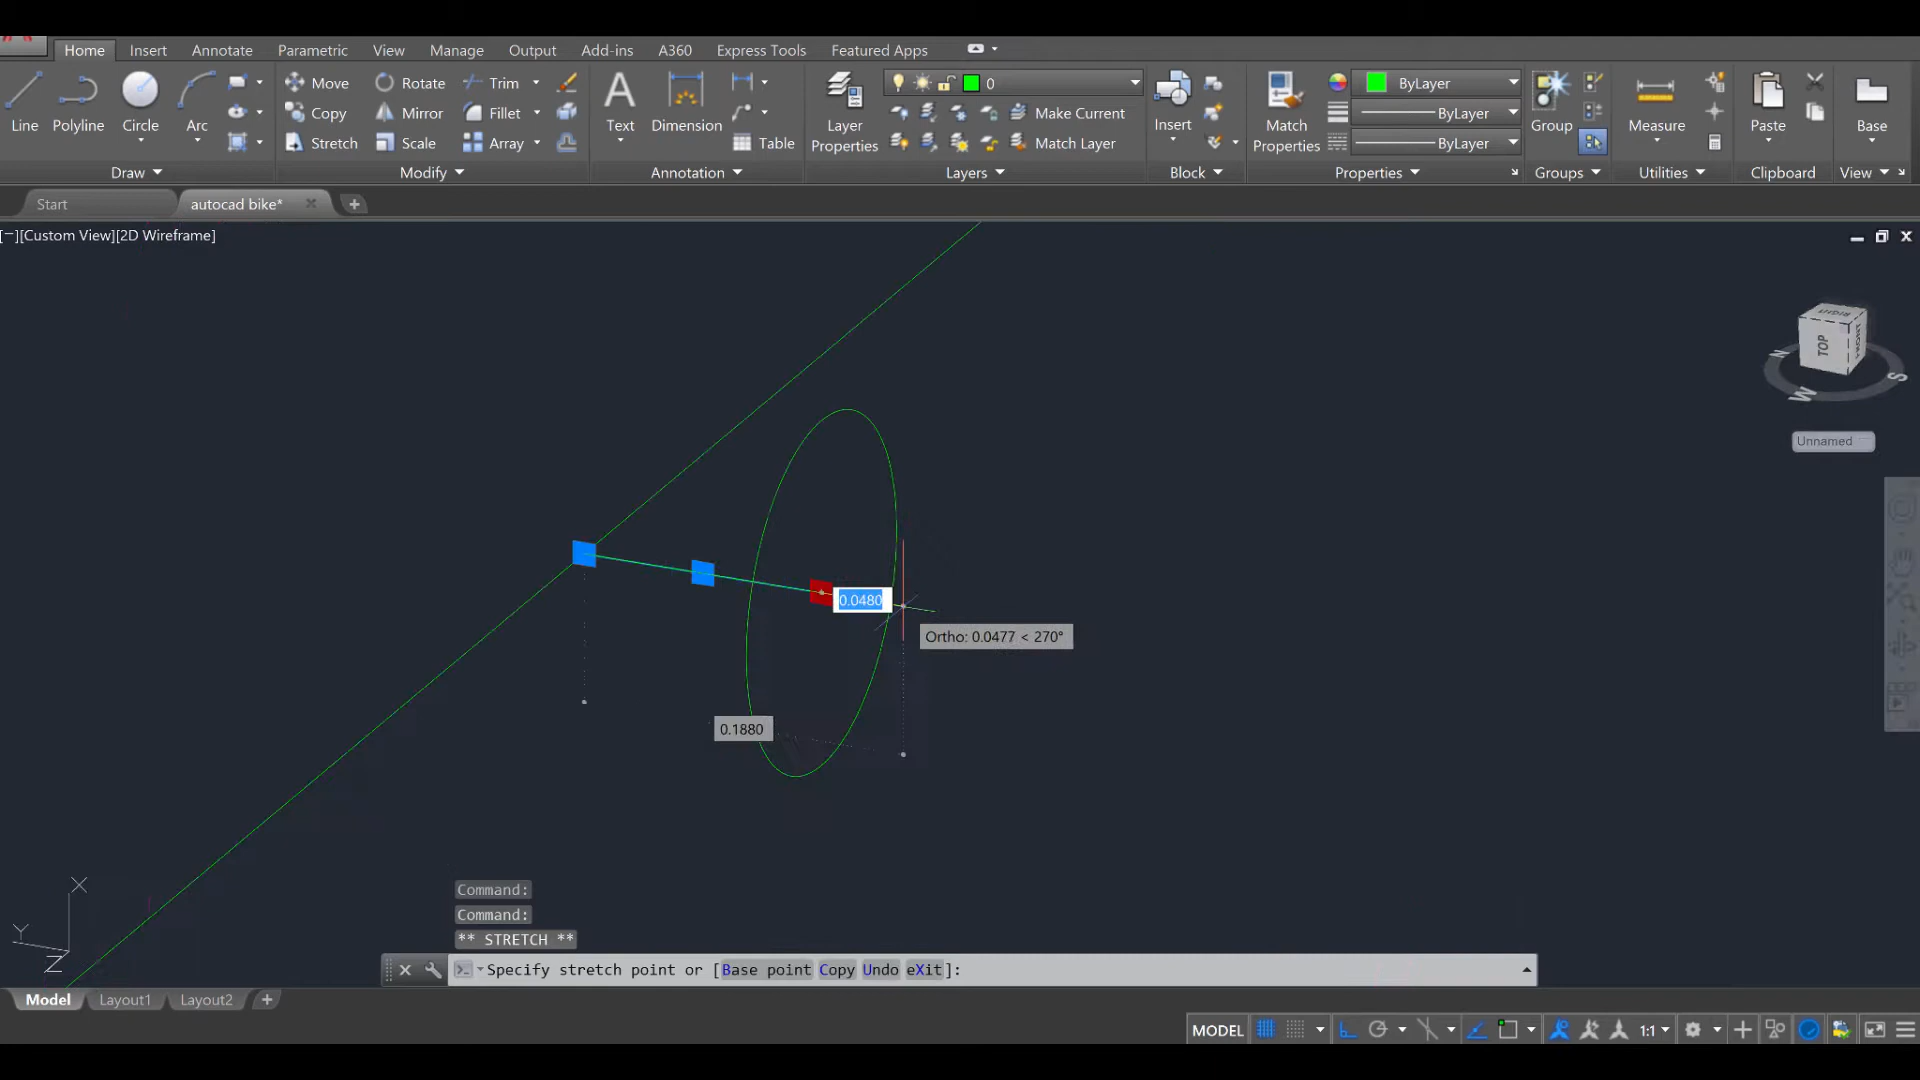 Home Insert Annotate Parametric View Manage Output Add-ins A360 Express Tools Featured Apps
Line Polyline Circle Arc
Move Rotate Trim
Copy Mirror Fillet
Stretch Scale Array
Text Dimension Table
Layer Properties
0
Make Current
Match Layer
Insert
Match Properties
ByLayer
ByLayer
ByLayer
Group Measure Paste Base
Draw Modify Annotation Layers Block Properties Groups Utilities Clipboard View
Start autocad bike*
[−][Custom View][2D Wireframe]
TOP
RIGHT
FRONT
N
S
W
Unnamed
0.0480
Ortho: 0.0477 < 270°
0.1880
X
Y
Z
Command:
Command:
** STRETCH **
Specify stretch point or [Base point Copy Undo eXit]:
Model Layout1 Layout2
MODEL 1:1